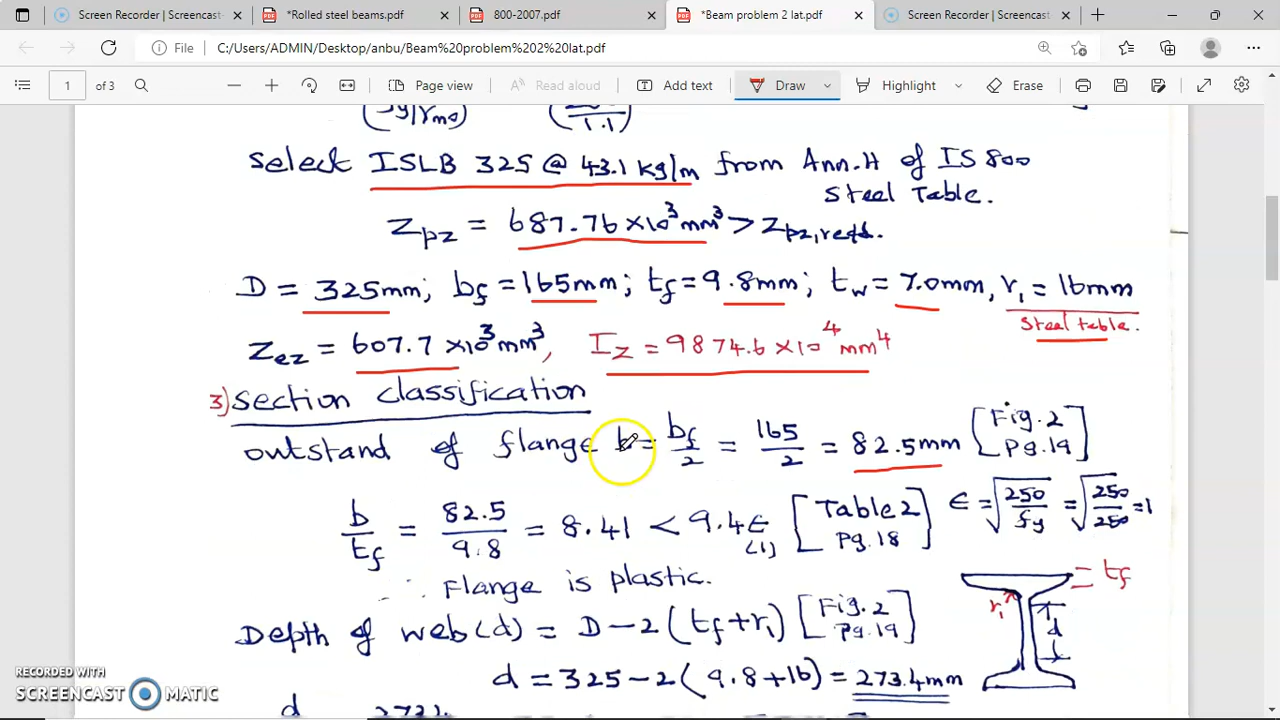 Screen Recorder | Screencast- *Rolled steel beams.pdf 800-2007.pdf *Beam problem 2 lat.pdf Screen Recorder | Screencast-
File C:/Users/ADMIN/Desktop/anbu/Beam%20problem%202%20lat.pdf
1 of 3 Page view Read aloud Add text Draw Highlight Erase
(fy/γm0) 1.1
Select ISLB 325 @ 43.1 kg/m from Ann.H of IS 800
Steel Table.
Zpz = 687.76×10³mm³ > Zpz,reqd.
D = 325mm; bf = 165mm; tf = 9.8mm; tw = 7.0mm, r1 = 16mm
Steel table.
Zez = 607.7 ×10³mm³, Iz = 9874.6×10⁴ mm⁴
3) Section classification
outstand of flange b = bf/2 = 165/2 = 82.5mm [Fig.2 Pg.19]
b/tf = 82.5/9.8 = 8.41 < 9.4ϵ (1) [Table 2 Pg.18] ϵ = √250/fy = √250/250 = 1
∴ Flange is plastic.
= tf
r1
d
Depth of web(d) = D − 2(tf+r1) [Fig.2 Pg.19]
d = 325 − 2(9.8+16) = 273.4mm
d
RECORDED WITH
SCREENCAST MATIC